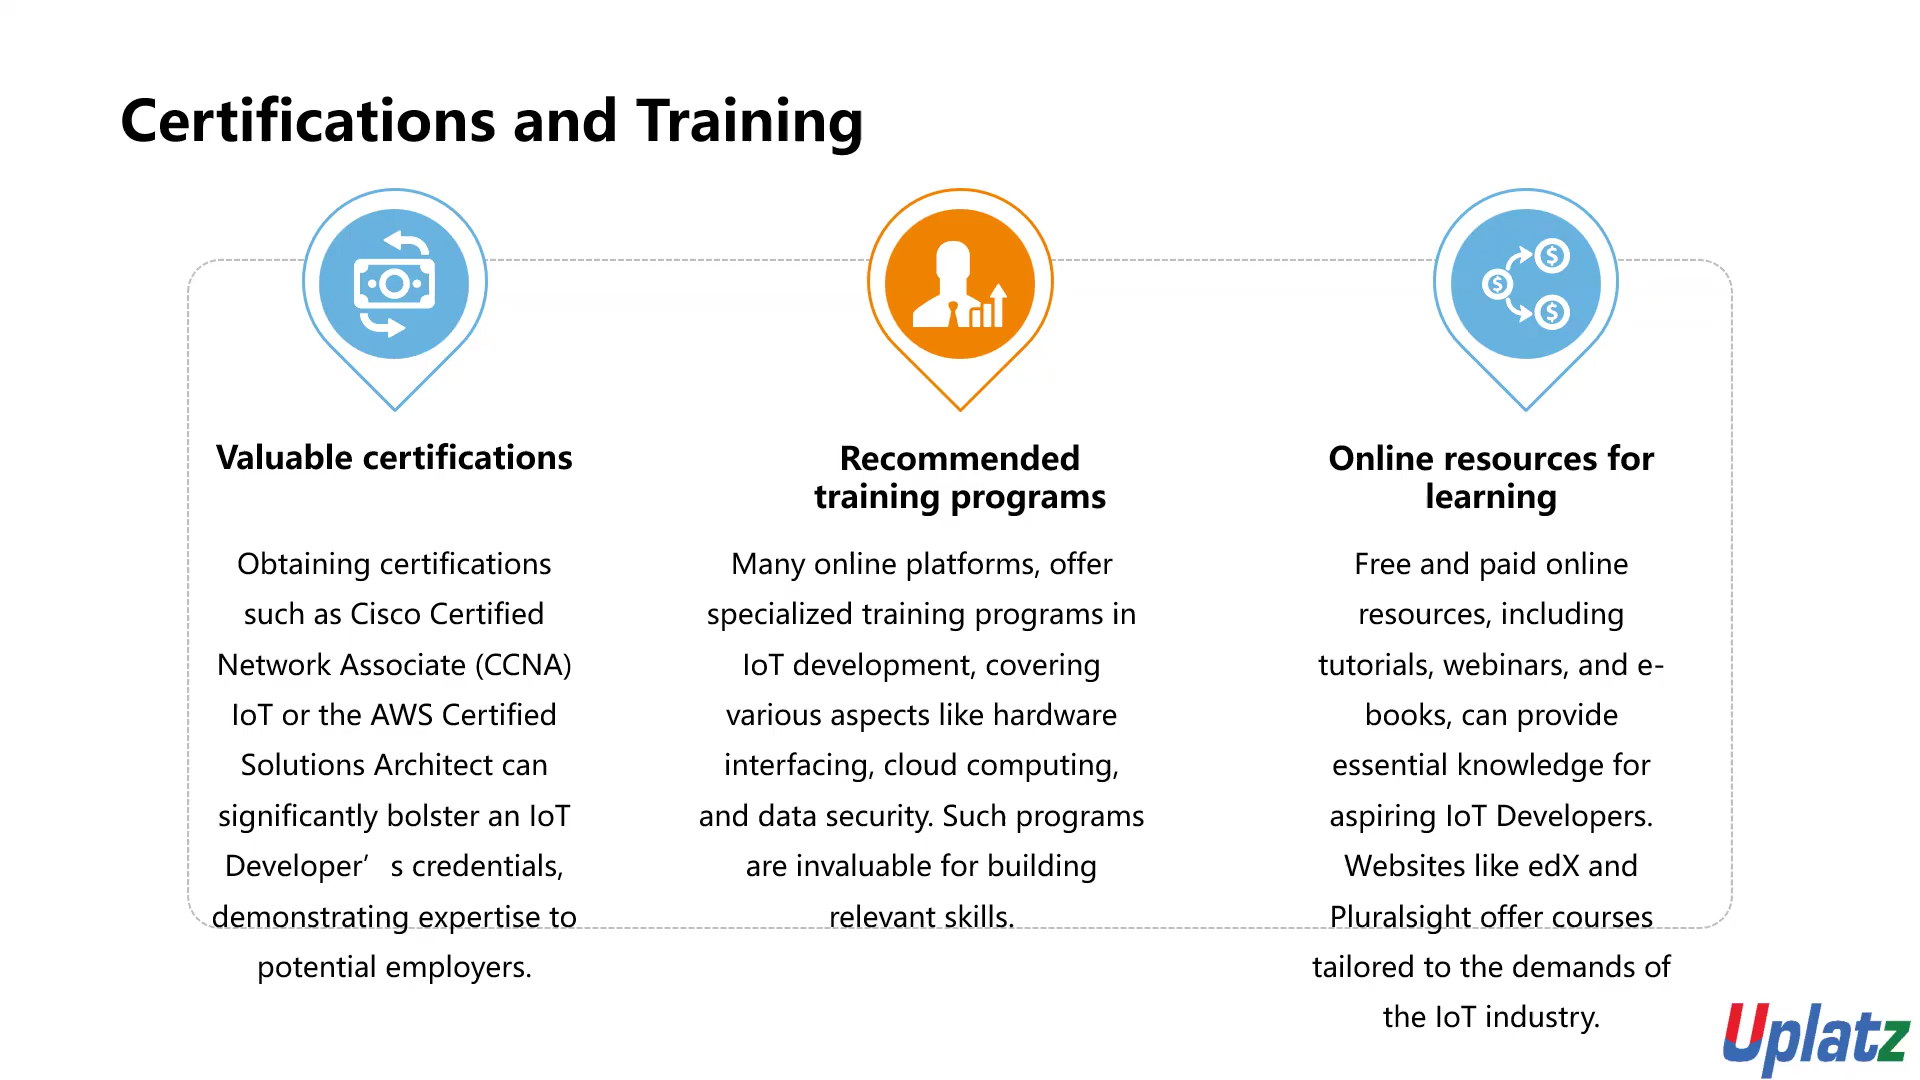 Certifications and Training
Valuable certifications
Obtaining certifications
such as Cisco Certified
Network Associate (CCNA)
IoT or the AWS Certified
Solutions Architect can
significantly bolster an IoT
Developer’ s credentials,
demonstrating expertise to
potential employers.
Recommended
training programs
Many online platforms, offer
specialized training programs in
IoT development, covering
various aspects like hardware
interfacing, cloud computing,
and data security. Such programs
are invaluable for building
relevant skills.
Online resources for
learning
Free and paid online
resources, including
tutorials, webinars, and e-
books, can provide
essential knowledge for
aspiring IoT Developers.
Websites like edX and
Pluralsight offer courses
tailored to the demands of
the IoT industry.
Uplatz